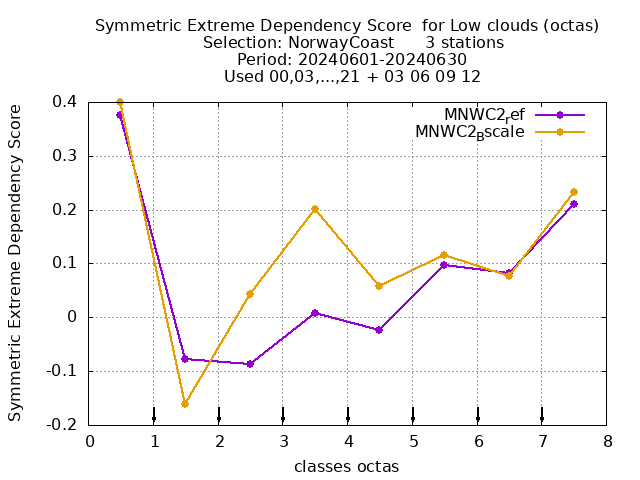 Symmetric Extreme Dependency Score  for Low clouds (octas)
Selection: NorwayCoast      3 stations
Period: 20240601-20240630
Used 00,03,...,21 + 03 06 09 12
MNWC2ref
MNWC2Bscale
Symmetric Extreme Dependency Score
0.4
0.3
0.2
0.1
0
-0.1
-0.2
0 1 2 3 4 5 6 7 8
classes octas